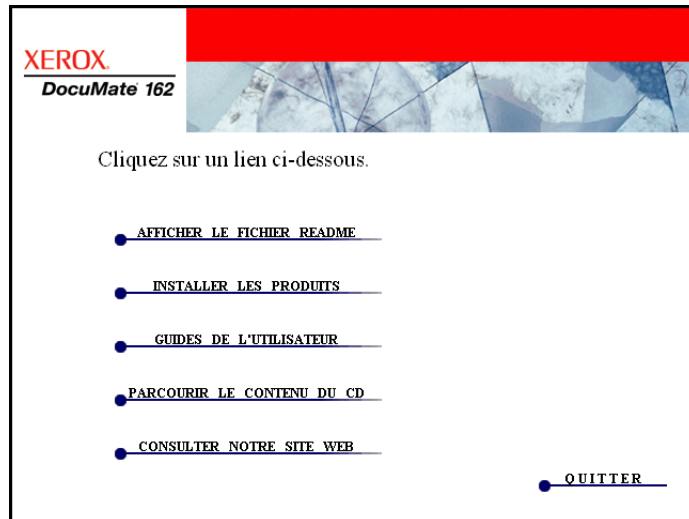 XEROX.
DocuMate 162
Cliquez sur un lien ci-dessous.
AFFICHER LE FICHIER README
INSTALLER LES PRODUITS
GUIDES DE L'UTILISATEUR
PARCOURIR LE CONTENU DU CD
CONSULTER NOTRE SITE WEB
QUITTER